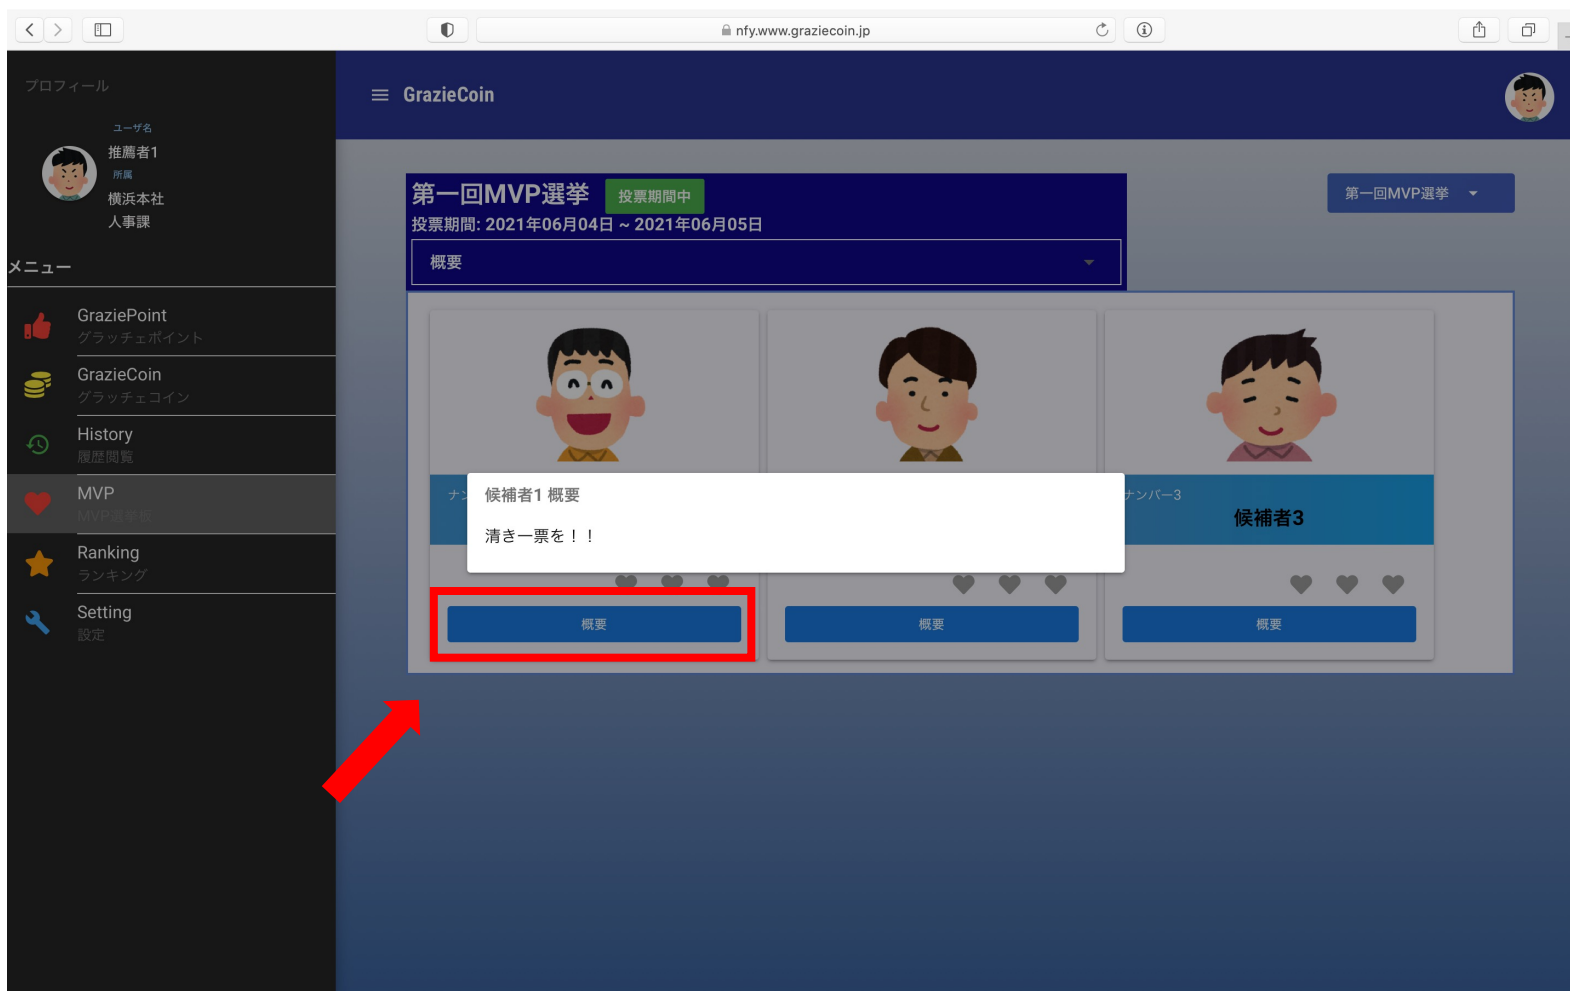 nfy.www.graziecoin.jp
プロフィール
ユーザ名
推薦者1
所属
横浜本社
人事課
メニュー
GraziePoint
グラッチェポイント
GrazieCoin
グラッチェコイン
History
履歴閲覧
MVP
MVP選挙板
Ranking
ランキング
Setting
設定
GrazieCoin
第一回MVP選挙 投票期間中
投票期間: 2021年06月04日 ~ 2021年06月05日
概要
第一回MVP選挙
候補者1 概要
清き一票を！！
ナンバー3
候補者3
概要
概要
概要